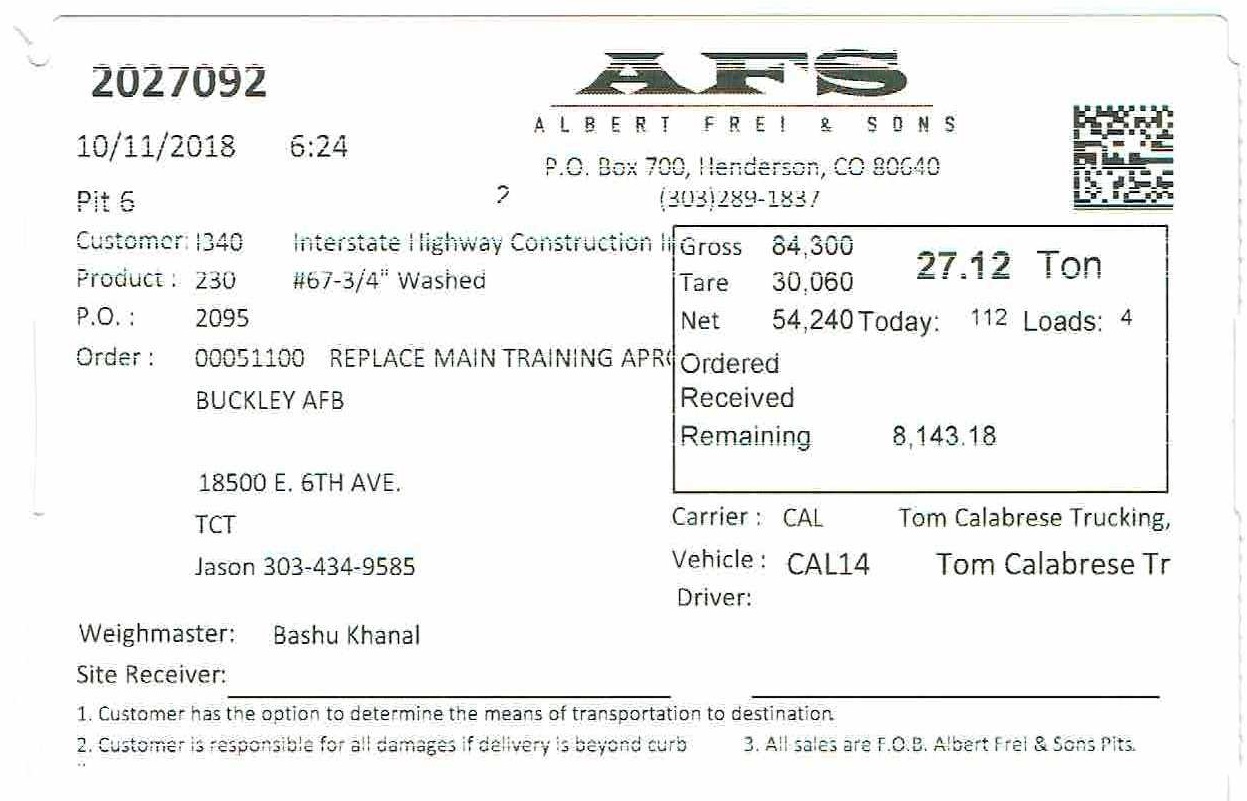 2027092
AFS
ALBERT FREI & SONS
10/11/2018 6:24
P.O. Box 700, Henderson, CO 80640
Pit 6 2 (303)289-1837
Customer: I340 Interstate Highway Construction
Gross 84,300 27.12 Ton
Product : 230 #67-3/4" Washed
Tare 30,060
P.O. : 2095
Net 54,240 Today: 112 Loads: 4
Order : 00051100 REPLACE MAIN TRAINING APRO
Ordered
BUCKLEY AFB
Received
Remaining 8,143.18
18500 E. 6TH AVE.
TCT
Carrier : CAL Tom Calabrese Trucking,
Jason 303-434-9585
Vehicle : CAL14 Tom Calabrese Tr
Driver:
Weighmaster: Bashu Khanal
Site Receiver:
1. Customer has the option to determine the means of transportation to destination.
2. Customer is responsible for all damages if delivery is beyond curb 3. All sales are F.O.B. Albert Frei & Sons Pits.